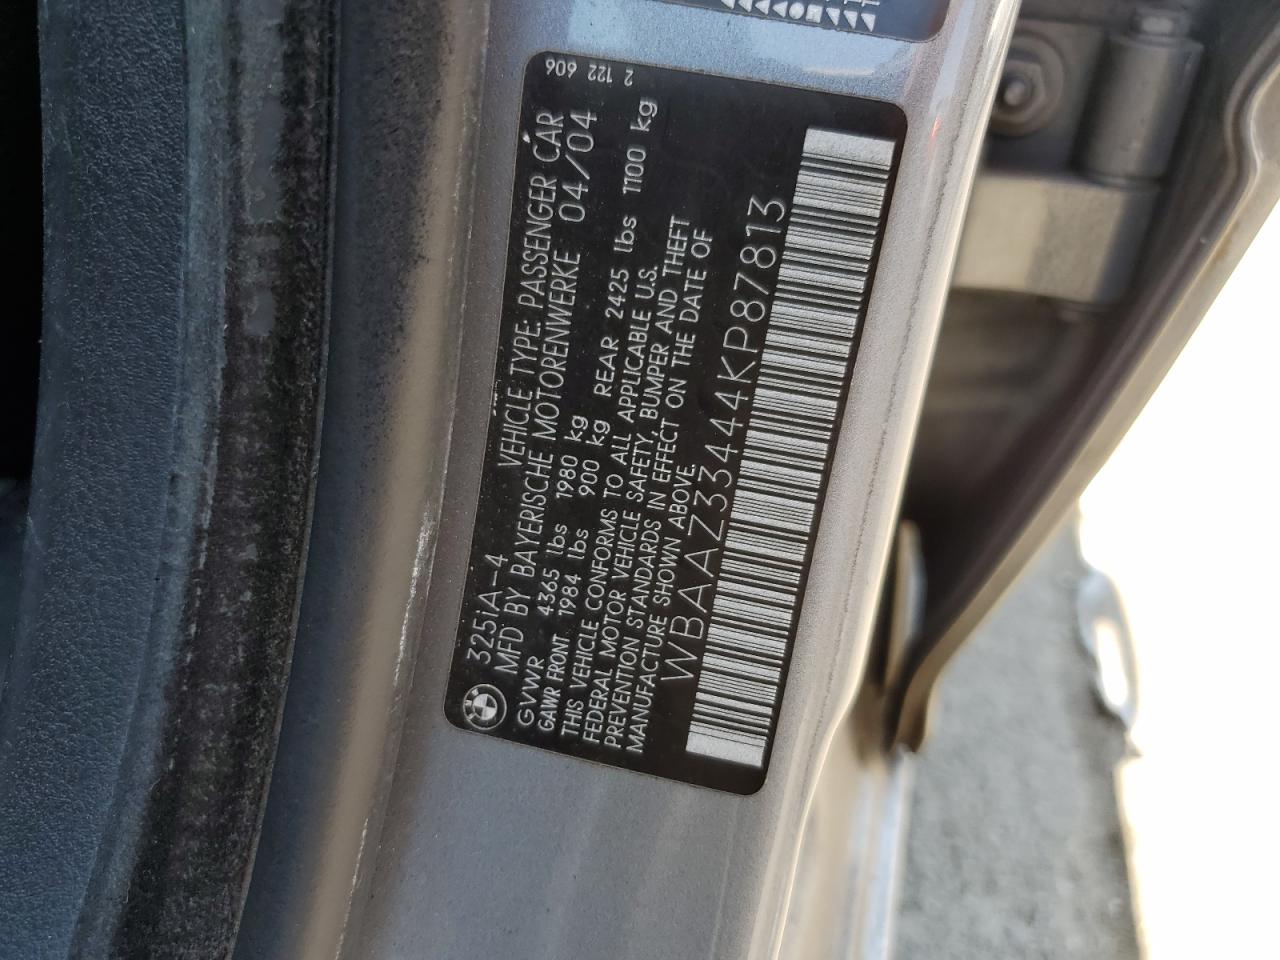 325iA-4 VEHICLE TYPE: PASSENGER CAR
MFD BY BAYERISCHE MOTORENWERKE 04/04
GVWR 4365 lbs 1980 kg
GAWR FRONT 1984 lbs 900 kg REAR 2425 lbs 1100 kg
THIS VEHICLE CONFORMS TO ALL APPLICABLE U.S.
FEDERAL MOTOR VEHICLE SAFETY, BUMPER AND THEFT
PREVENTION STANDARDS IN EFFECT ON THE DATE OF
MANUFACTURE SHOWN ABOVE.
WBAAZ33444KP87813
2 122 606